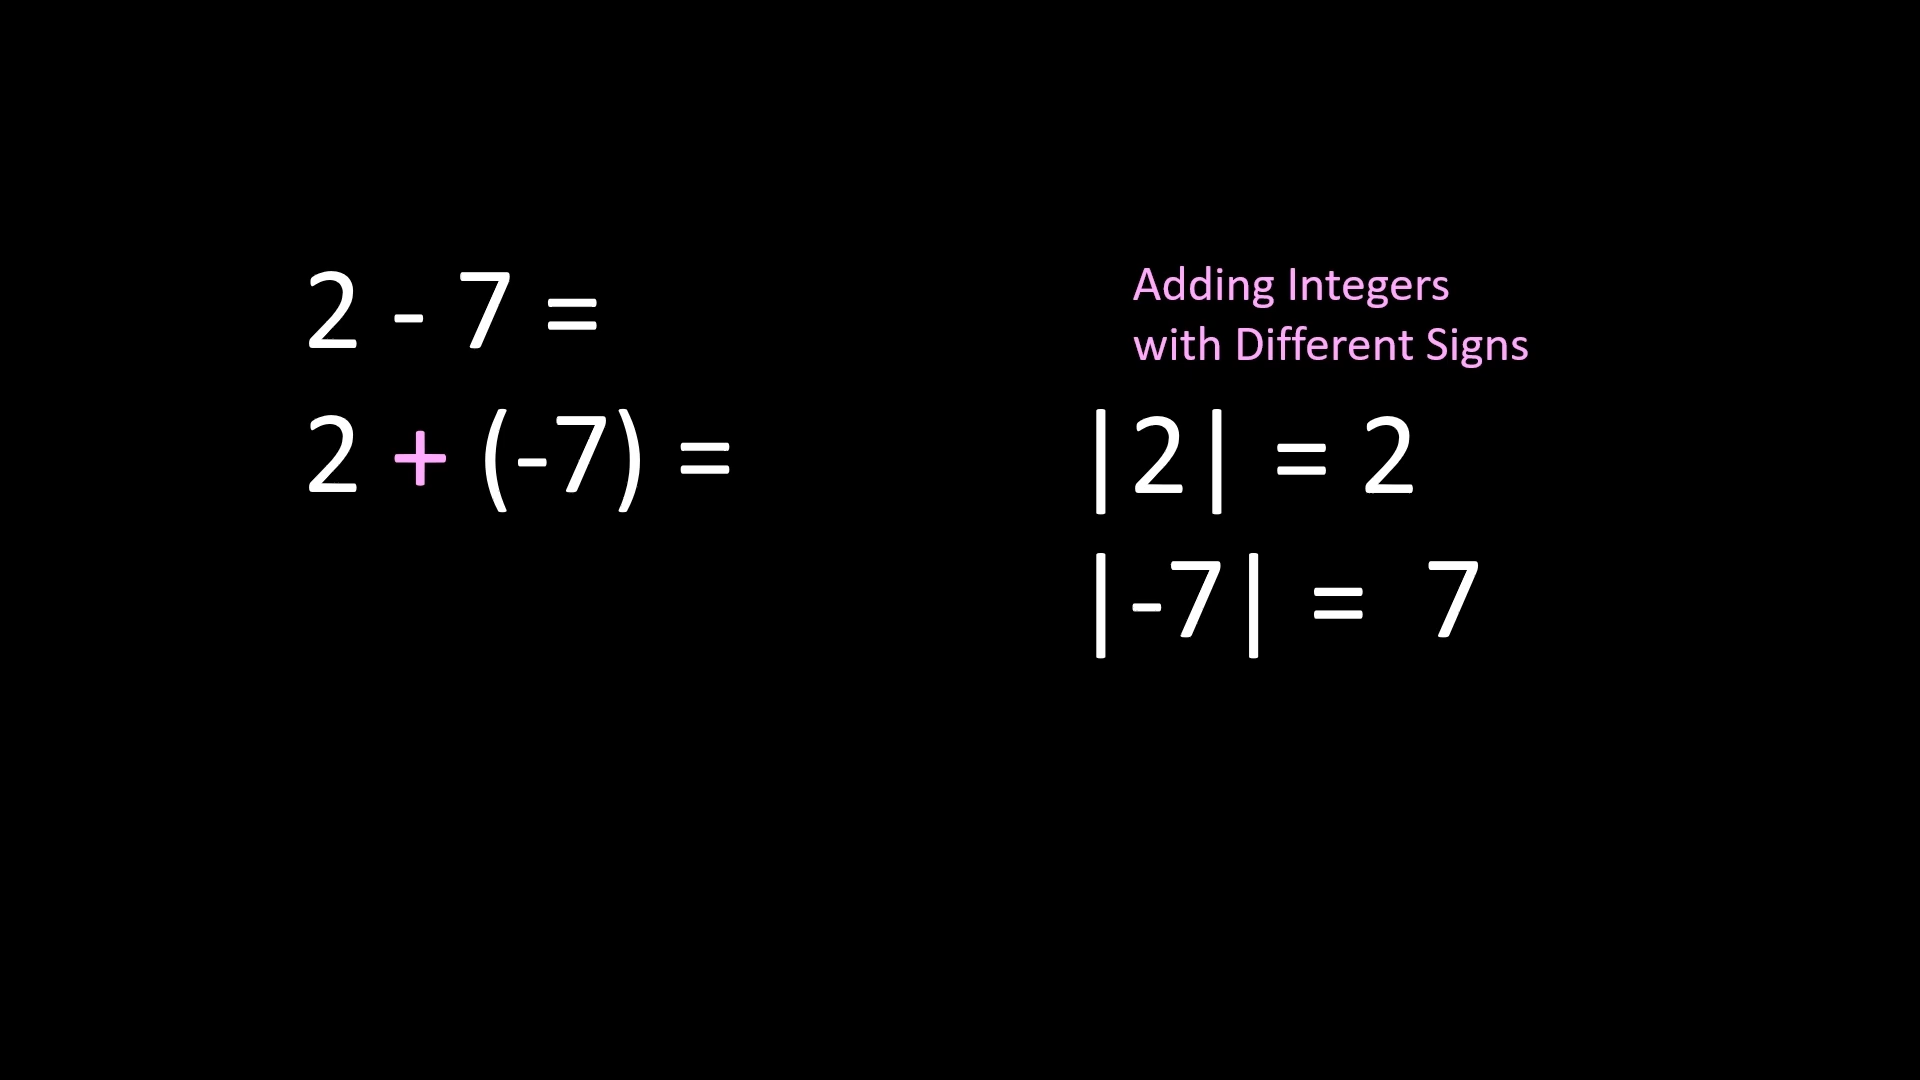 2 - 7 =
2 + (-7) =
Adding Integers
with Different Signs
|2| = 2
|-7| = 7